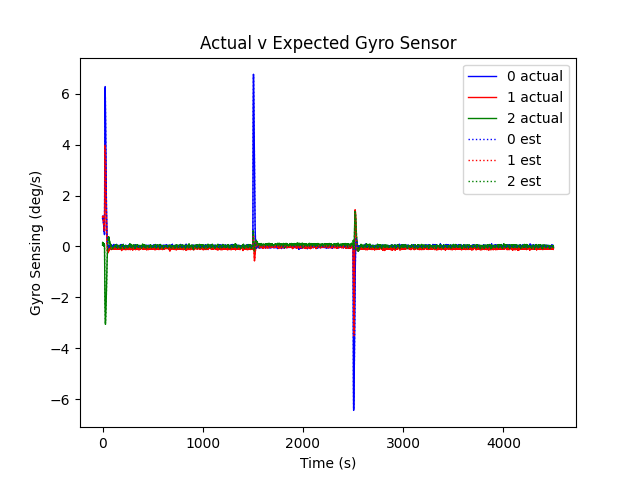 Actual v Expected Gyro Sensor
Gyro Sensing (deg/s)
6
4
2
0
−2
−4
−6
0 actual
1 actual
2 actual
0 est
1 est
2 est
0
1000
2000
3000
4000
Time (s)